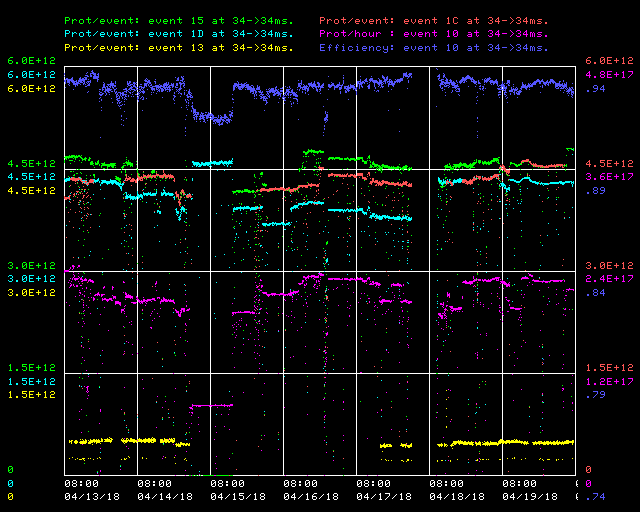 Prot/event: event 15 at 34->34ms. Prot/event: event 1C at 34->34ms.
Prot/event: event 1D at 34->34ms. Prot/hour : event 10 at 34->34ms.
Prot/event: event 13 at 34->34ms. Efficiency: event 10 at 34->34ms.
6.0E+12 6.0E+12
6.0E+12 4.8E+17
6.0E+12 .94
4.5E+12 4.5E+12
4.5E+12 3.6E+17
4.5E+12 .89
3.0E+12 3.0E+12
3.0E+12 2.4E+17
3.0E+12 .84
1.5E+12 1.5E+12
1.5E+12 1.2E+17
1.5E+12 .29
0 0
0 08:00 08:00 08:00 08:00 08:00 08:00 08:00 0
0 04/13/18 04/14/18 04/15/18 04/16/18 04/17/18 04/18/18 04/19/18 .74